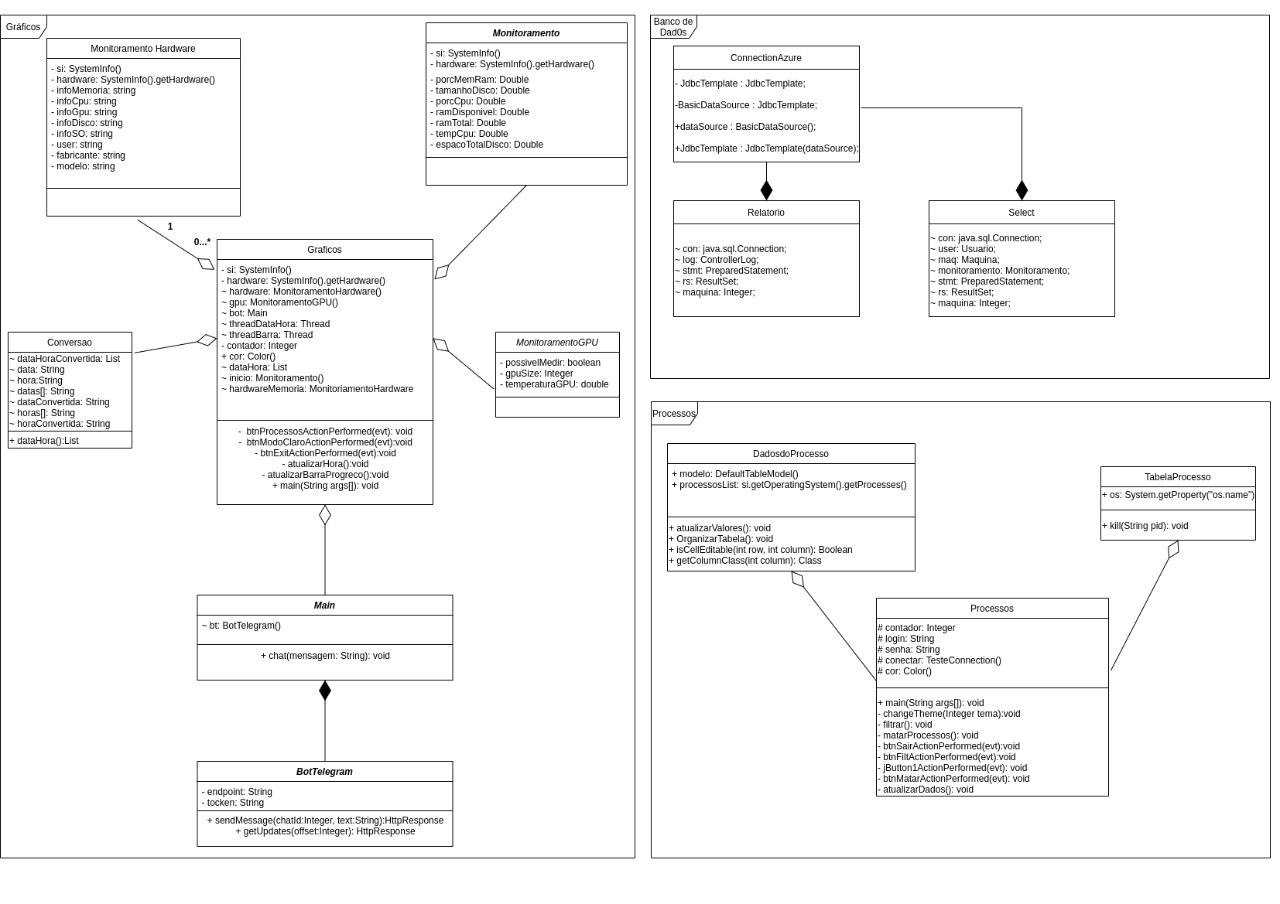 Gráficos
Monitoramento Hardware
- si: SystemInfo()
- hardware: SystemInfo().getHardware()
- infoMemoria: string
- infoCpu: string
- infoGpu: string
- infoDisco: string
- infoSO: string
- user: string
- fabricante: string
- modelo: string
Monitoramento
- si: SystemInfo()
- hardware: SystemInfo().getHardware()
- porcMemRam: Double
- tamanhoDisco: Double
- porcCpu: Double
- ramDisponivel: Double
- ramTotal: Double
- tempCpu: Double
- espacoTotalDisco: Double
1
0...*
Graficos
- si: SystemInfo()
- hardware: SystemInfo().getHardware()
~ hardware: MonitoramentoHardware()
~ gpu: MonitoramentoGPU()
~ bot: Main
~ threadDataHora: Thread
~ threadBarra: Thread
- contador: Integer
+ cor: Color()
~ dataHora: List
~ inicio: Monitoramento()
~ hardwareMemoria: MonitoriamentoHardware
- btnProcessosActionPerformed(evt): void
- btnModoClaroActionPerformed(evt):void
- btnExitActionPerformed(evt):void
- atualizarHora():void
- atualizarBarraProgreco():void
+ main(String args[]): void
Conversao
~ dataHoraConvertida: List
~ data: String
~ hora:String
~ datas[]: String
~ dataConvertida: String
~ horas[]: String
~ horaConvertida: String
+ dataHora():List
MonitoramentoGPU
- possivelMedir: boolean
- gpuSize: Integer
- temperaturaGPU: double
Main
~ bt: BotTelegram()
+ chat(mensagem: String): void
BotTelegram
- endpoint: String
- tocken: String
+ sendMessage(chatId:Integer, text:String):HttpResponse
+ getUpdates(offset:Integer): HttpResponse
Banco de
Dad0s
ConnectionAzure
- JdbcTemplate : JdbcTemplate;
-BasicDataSource : JdbcTemplate;
+dataSource : BasicDataSource();
+JdbcTemplate : JdbcTemplate(dataSource);
Relatorio
~ con: java.sql.Connection;
~ log: ControllerLog;
~ stmt: PreparedStatement;
~ rs: ResultSet;
~ maquina: Integer;
Select
~ con: java.sql.Connection;
~ user: Usuario;
~ maq: Maquina;
~ monitoramento: Monitoramento;
~ stmt: PreparedStatement;
~ rs: ResultSet;
~ maquina: Integer;
Processos
DadosdoProcesso
+ modelo: DefaultTableModel()
+ processosList: si.getOperatingSystem().getProcesses()
+ atualizarValores(): void
+ OrganizarTabela(): void
+ isCellEditable(int row, int column): Boolean
+ getColumnClass(int column): Class
TabelaProcesso
+ os: System.getProperty("os.name")
+ kill(String pid): void
Processos
# contador: Integer
# login: String
# senha: String
# conectar: TesteConnection()
# cor: Color()
+ main(String args[]): void
- changeTheme(Integer tema):void
- filtrar(): void
- matarProcessos(): void
- btnSairActionPerformed(evt):void
- btnFiltActionPerformed(evt):void
- jButton1ActionPerformed(evt): void
- btnMatarActionPerformed(evt): void
- atualizarDados(): void